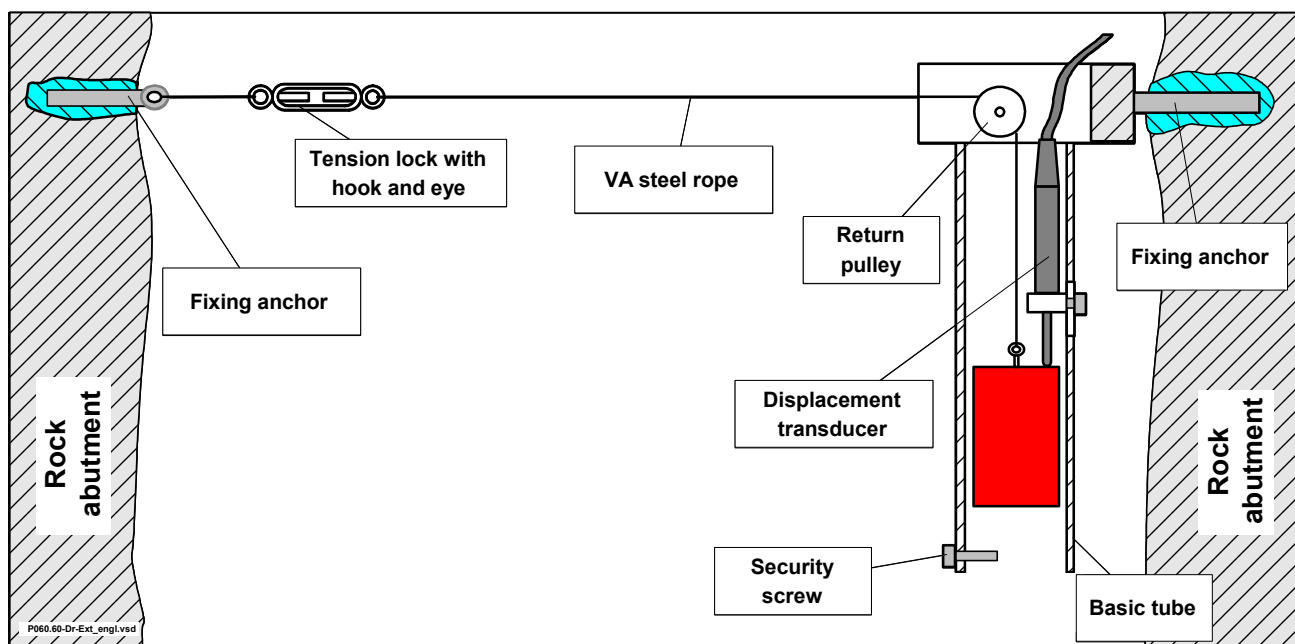 Tension lock with
hook and eye
VA steel rope
Return
pulley
Fixing anchor
Fixing anchor
Displacement
transducer
Rock
abutment
Rock
abutment
Security
screw
Basic tube
P060.60-Dr-Ext_engl.vsd